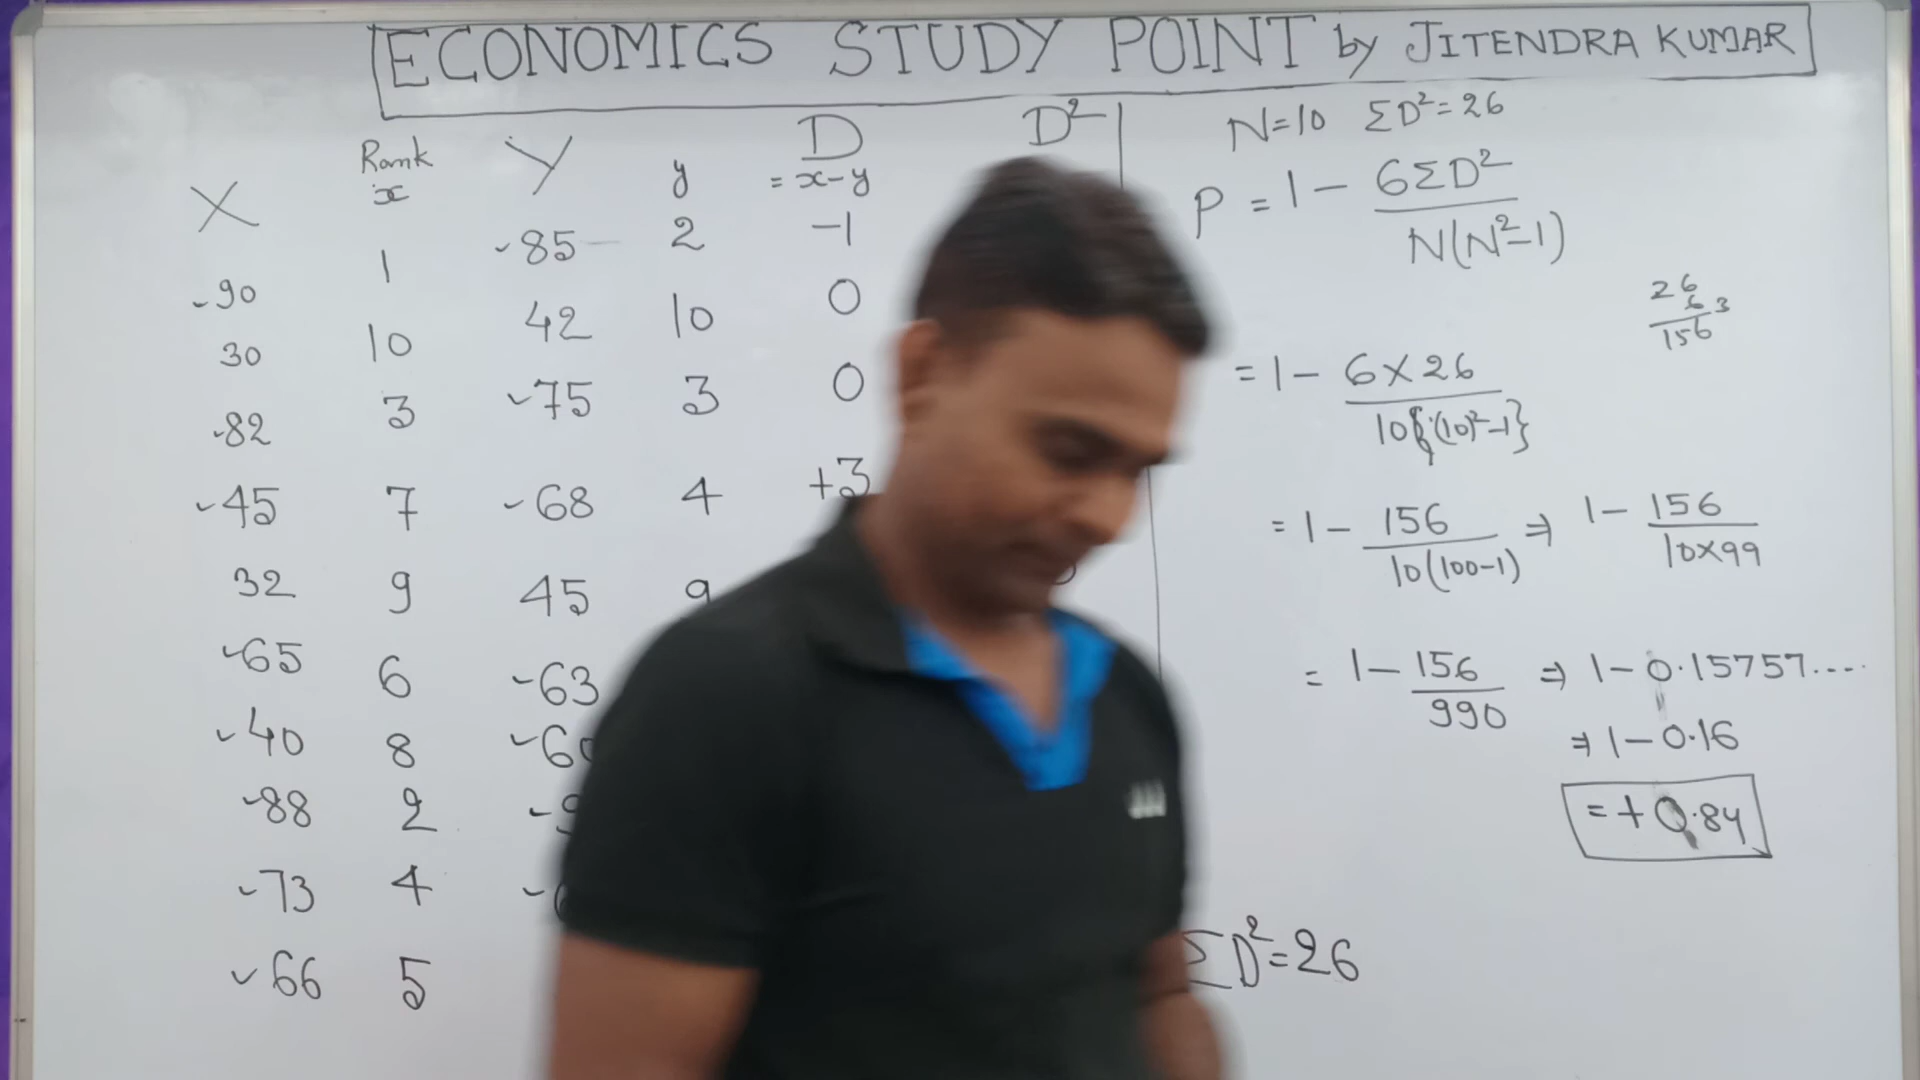 ECONOMICS STUDY POINT by JITENDRA KUMAR
X Rank x Y y D = x-y D²
90 1 85 2 -1
30 10 42 10 0
82 3 75 3 0
45 7 68 4 +3
32 9 45 9
65 6 63
40 8
88 2
73 4
66 5
N=10 ΣD²=26
P = 1 - 6ΣD² / N(N²-1)
26
6 3
156
= 1 - 6×26 / 10{(10)²-1}
= 1 - 156 / 10(100-1) ⇒ 1 - 156 / 10×99
= 1 - 156 / 990 ⇒ 1 - 0.15757....
⇒ 1 - 0.16
= + 0.84
ΣD²=26